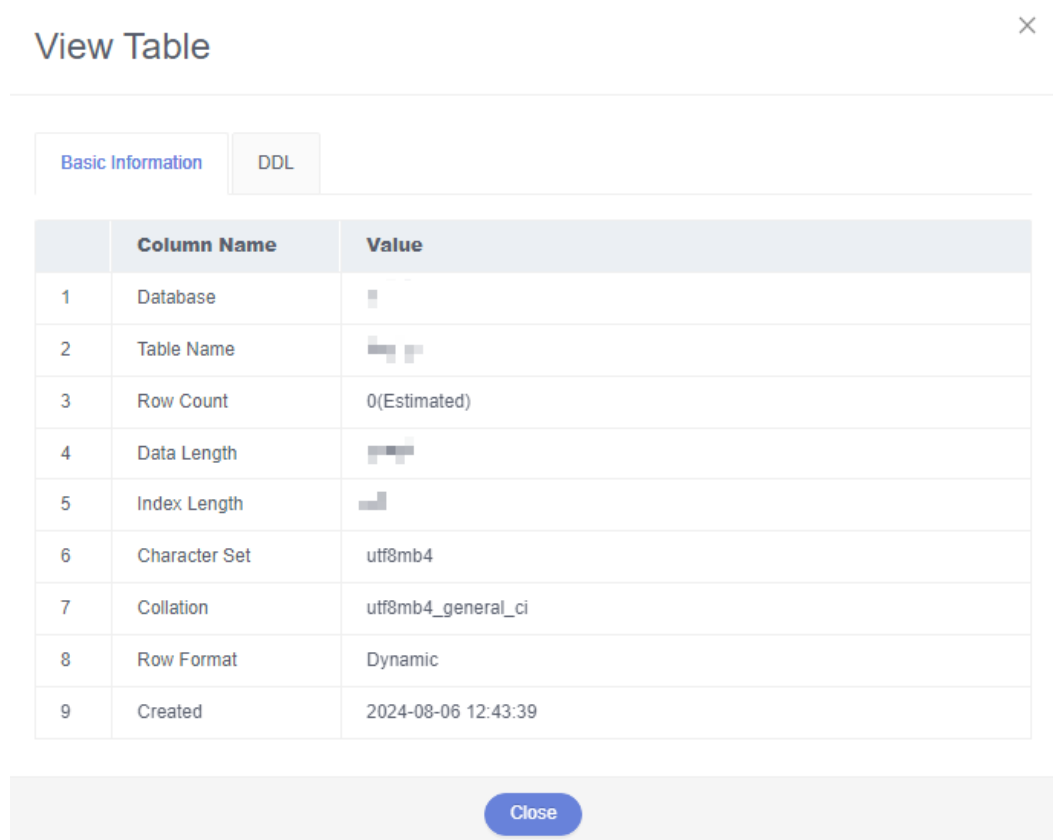 View Table
Basic Information DDL
Column Name Value
1 Database
2 Table Name
3 Row Count 0(Estimated)
4 Data Length
5 Index Length
6 Character Set utf8mb4
7 Collation utf8mb4_general_ci
8 Row Format Dynamic
9 Created 2024-08-06 12:43:39
Close